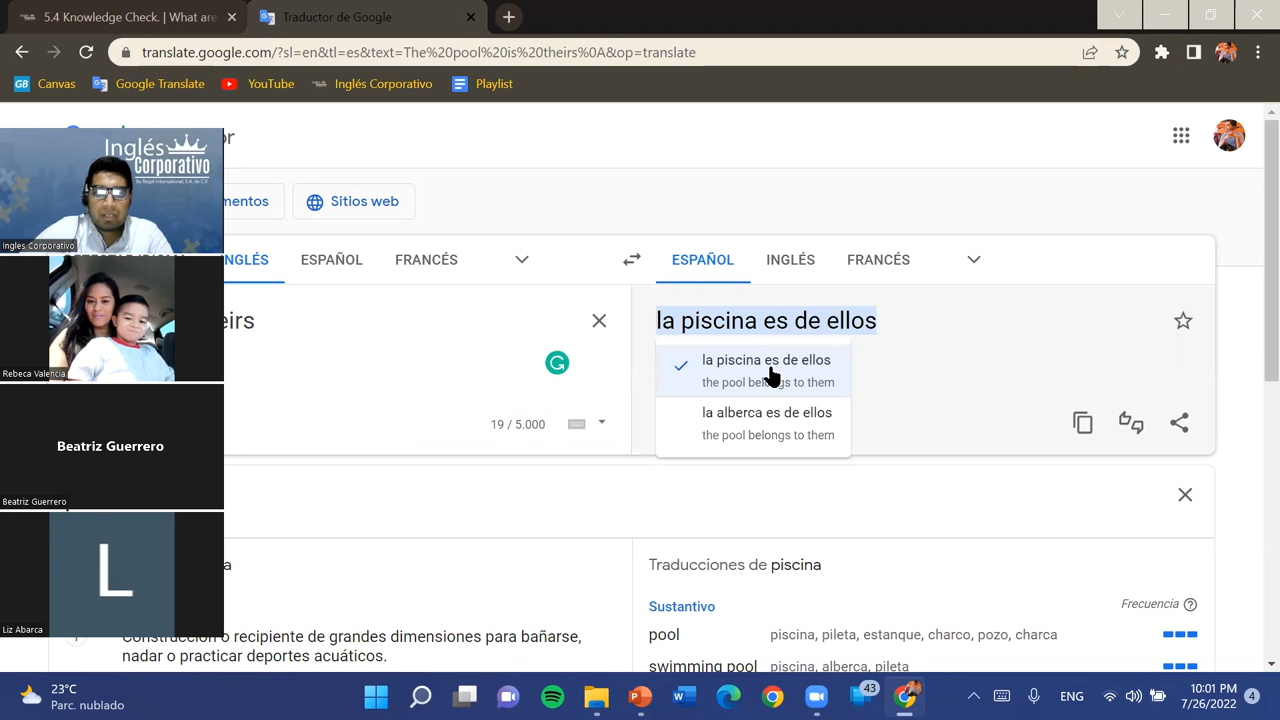 5.4 Knowledge Check. | What are
Traductor de Google
translate.google.com/?sl=en&tl=es&text=The%20pool%20is%20theirs%0A&op=translate
GB Canvas
Google Translate
YouTube
Inglés Corporativo
Playlist
or
mentos
Sitios web
Inglés
Corporativo
By Regal International, S.A. de C.V.
Ingles Corporativo
INGLÉS
ESPAÑOL
FRANCÉS
ESPAÑOL
INGLÉS
FRANCÉS
eirs
la piscina es de ellos
la piscina es de ellos
the pool belongs to them
la alberca es de ellos
the pool belongs to them
19 / 5.000
Rebeca Valencia
Beatriz Guerrero
Beatriz Guerrero
L
Liz Abarca
a
Construcción o recipiente de grandes dimensiones para bañarse,
nadar o practicar deportes acuáticos.
Traducciones de piscina
Sustantivo
Frecuencia
pool
piscina, pileta, estanque, charco, pozo, charca
swimming pool
piscina, alberca, pileta
23°C
Parc. nublado
43
ENG
10:01 PM
7/26/2022
4